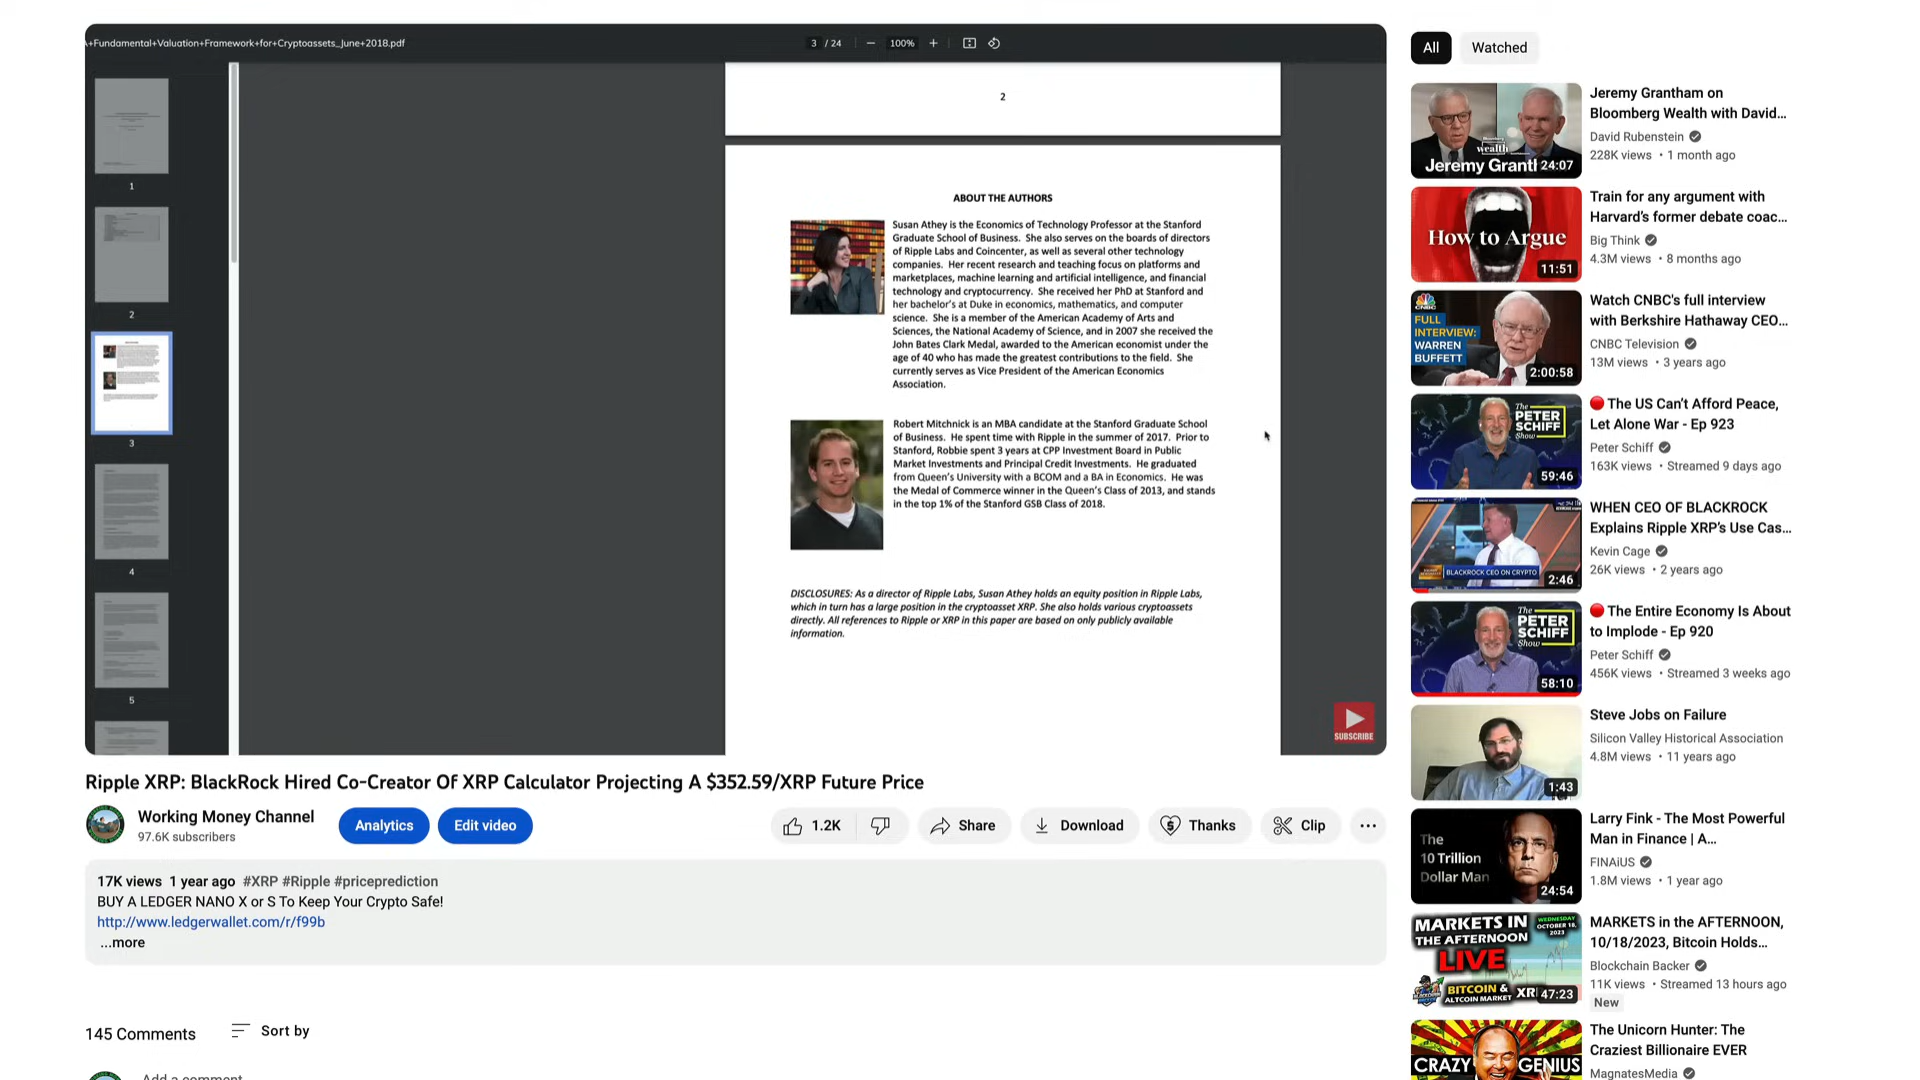 A+Fundamental+Valuation+Framework+for+Cryptoassets_June+2018.pdf
3 / 24
100%
1
2
3
4
5
2
ABOUT THE AUTHORS
Susan Athey is the Economics of Technology Professor at the Stanford
Graduate School of Business. She also serves on the boards of directors
of Ripple Labs and Coincenter, as well as several other technology
companies. Her recent research and teaching focus on platforms and
marketplaces, machine learning and artificial intelligence, and financial
technology and cryptocurrency. She received her PhD at Stanford and
her bachelor's at Duke in economics, mathematics, and computer
science. She is a member of the American Academy of Arts and
Sciences, the National Academy of Science, and in 2007 she received the
John Bates Clark Medal, awarded to the American economist under the
age of 40 who has made the greatest contributions to the field. She
currently serves as Vice President of the American Economics
Association.
Robert Mitchnick is an MBA candidate at the Stanford Graduate School
of Business. He spent time with Ripple in the summer of 2017. Prior to
Stanford, Robbie spent 3 years at CPP Investment Board in Public
Market Investments and Principal Credit Investments. He graduated
from Queen's University with a BCOM and a BA in Economics. He was
the Medal of Commerce winner in the Queen's Class of 2013, and stands
in the top 1% of the Stanford GSB Class of 2018.
DISCLOSURES: As a director of Ripple Labs, Susan Athey holds an equity position in Ripple Labs,
which in turn has a large position in the cryptoasset XRP. She also holds various cryptoassets
directly. All references to Ripple or XRP in this paper are based on only publicly available
information.
SUBSCRIBE
Ripple XRP: BlackRock Hired Co-Creator Of XRP Calculator Projecting A $352.59/XRP Future Price
Working Money Channel
97.6K subscribers
Analytics
Edit video
1.2K
Share
Download
Thanks
Clip
17K views 1 year ago #XRP #Ripple #priceprediction
BUY A LEDGER NANO X or S To Keep Your Crypto Safe!
http://www.ledgerwallet.com/r/f99b
...more
145 Comments
Sort by
Add a comment
All
Watched
wealth
Jeremy Grantl
24:07
Jeremy Grantham on
Bloomberg Wealth with David...
David Rubenstein
228K views • 1 month ago
How to Argue
11:51
Train for any argument with
Harvard's former debate coac...
Big Think
4.3M views • 8 months ago
CNBC
FULL
INTERVIEW:
WARREN
BUFFETT
2:00:58
Watch CNBC's full interview
with Berkshire Hathaway CEO...
CNBC Television
13M views • 3 years ago
The
PETER
SCHIFF
Show
59:46
The US Can't Afford Peace,
Let Alone War - Ep 923
Peter Schiff
163K views • Streamed 9 days ago
BLACKROCK CEO ON CRYPTO
2:46
WHEN CEO OF BLACKROCK
Explains Ripple XRP's Use Cas...
Kevin Cage
26K views • 2 years ago
The
PETER
SCHIFF
Show
58:10
The Entire Economy Is About
to Implode - Ep 920
Peter Schiff
456K views • Streamed 3 weeks ago
1:43
Steve Jobs on Failure
Silicon Valley Historical Association
4.8M views • 11 years ago
The
10 Trillion
Dollar Man
24:54
Larry Fink - The Most Powerful
Man in Finance | A...
FINAiUS
1.8M views • 1 year ago
MARKETS IN
THE AFTERNOON
WEDNESDAY
OCTOBER 18,
2023
LIVE
BITCOIN &
ALTCOIN MARKET
XR
47:23
MARKETS in the AFTERNOON,
10/18/2023, Bitcoin Holds...
Blockchain Backer
11K views • Streamed 13 hours ago
New
CRAZY GENIUS
The Unicorn Hunter: The
Craziest Billionaire EVER
MagnatesMedia